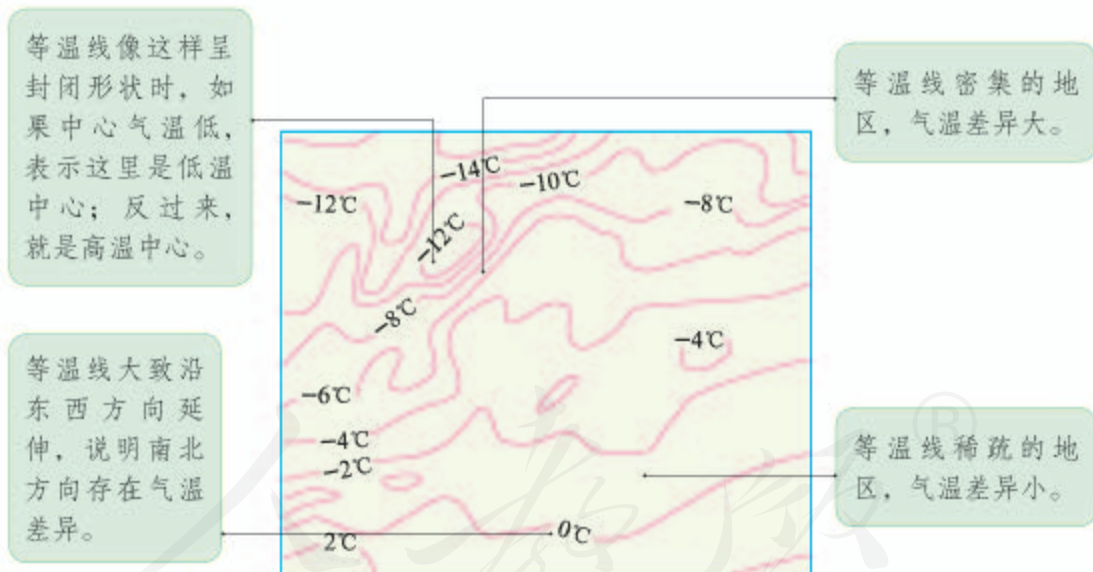 等温线像这样呈
封闭形状时，如
果中心气温低，
表示这里是低温
中心；反过来，
就是高温中心。
等温线密集的地
区，气温差异大。
-14℃
-10℃
-12℃
-8℃
-12℃
-8℃
-4℃
-6℃
-4℃
-2℃
0℃
2℃
等温线大致沿
东西方向延
伸，说明南北
方向存在气温
差异。
等温线稀疏的地
区，气温差异小。
人教版
®